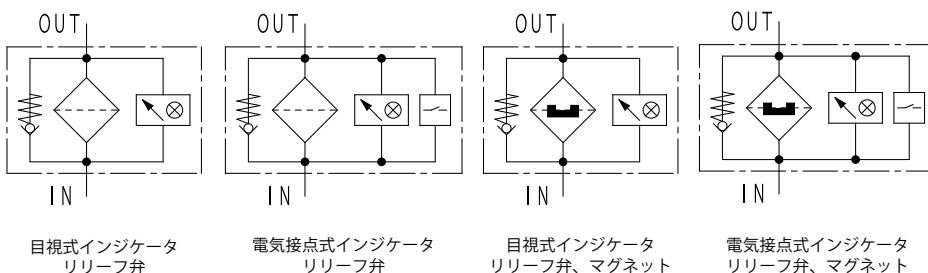 OUT
IN
目視式インジケータ
リリーフ弁
OUT
IN
電気接点式インジケータ
リリーフ弁
OUT
IN
目視式インジケータ
リリーフ弁、マグネット
OUT
IN
電気接点式インジケータ
リリーフ弁、マグネット